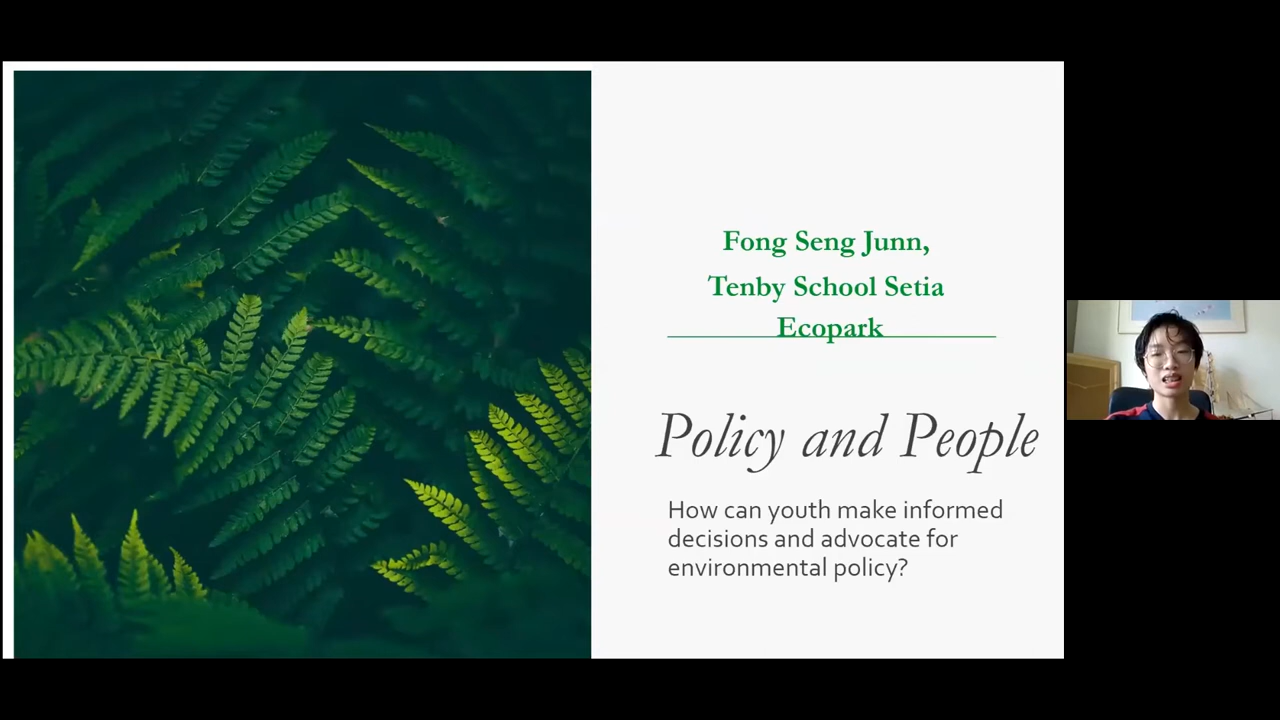 Fong Seng Junn,
Tenby School Setia
Ecopark
Policy and People
How can youth make informed
decisions and advocate for
environmental policy?